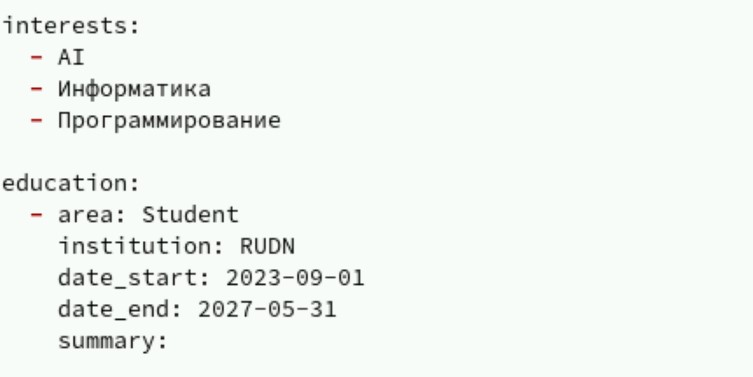 interests:
  - AI
  - Информатика
  - Программирование

education:
  - area: Student
    institution: RUDN
    date_start: 2023-09-01
    date_end: 2027-05-31
    summary: